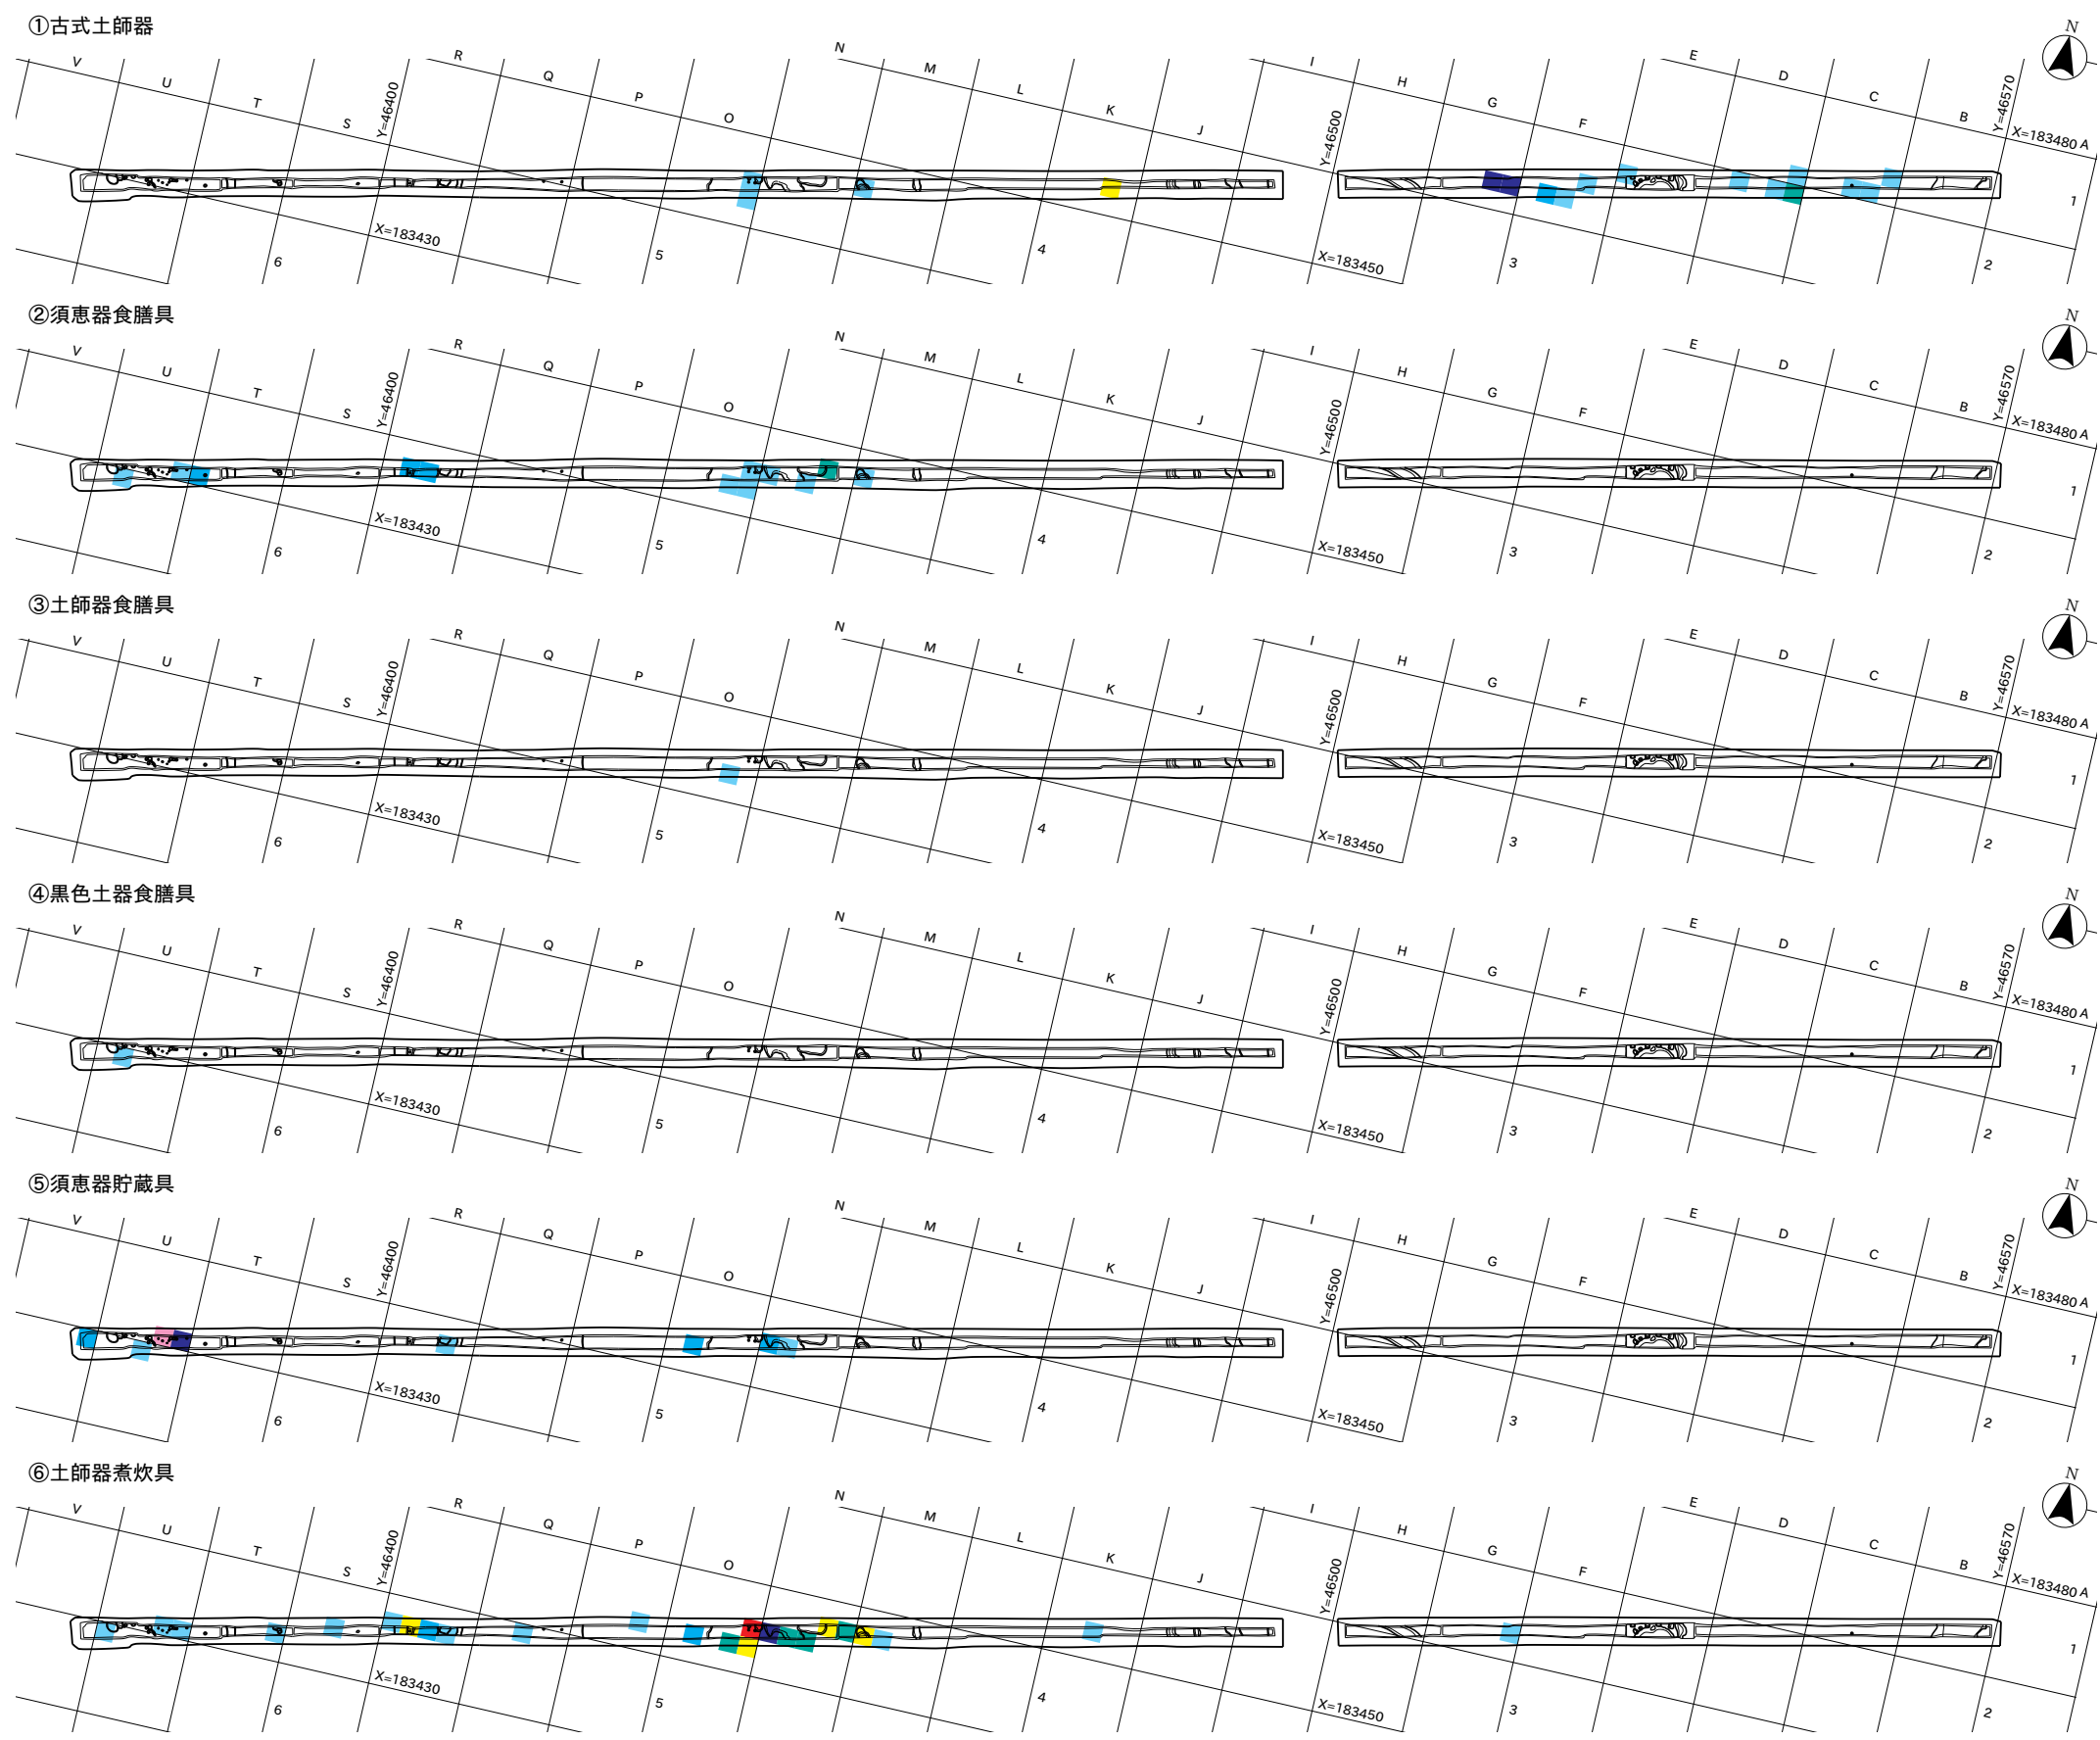 ①古式土師器
N
V
U
T
S
Y=46400
R
Q
P
O
N
M
L
K
J
Y=46500
I
H
G
F
E
D
C
B
Y=46570
X=183480 A
X=183430
X=183450
6
5
4
3
2
1
②須恵器食膳具
N
V
U
T
S
Y=46400
R
Q
P
O
N
M
L
K
J
Y=46500
I
H
G
F
E
D
C
B
Y=46570
X=183480 A
X=183430
X=183450
6
5
4
3
2
1
③土師器食膳具
N
V
U
T
S
Y=46400
R
Q
P
O
N
M
L
K
J
Y=46500
I
H
G
F
E
D
C
B
Y=46570
X=183480 A
X=183430
X=183450
6
5
4
3
2
1
④黒色土器食膳具
N
V
U
T
S
Y=46400
R
Q
P
O
N
M
L
K
J
Y=46500
I
H
G
F
E
D
C
B
Y=46570
X=183480 A
X=183430
X=183450
6
5
4
3
2
1
⑤須恵器貯蔵具
N
V
U
T
S
Y=46400
R
Q
P
O
N
M
L
K
J
Y=46500
I
H
G
F
E
D
C
B
Y=46570
X=183480 A
X=183430
X=183450
6
5
4
3
2
1
⑥土師器煮炊具
N
V
U
T
S
Y=46400
R
Q
P
O
N
M
L
K
J
Y=46500
I
H
G
F
E
D
C
B
Y=46570
X=183480 A
X=183430
X=183450
6
5
4
3
2
1